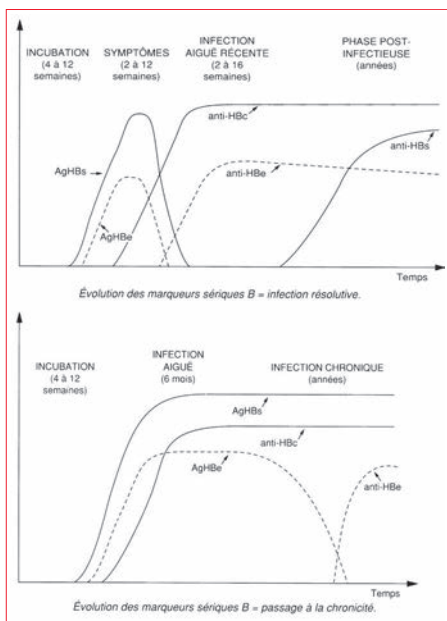 INCUBATION
(4 à 12
semaines)
SYMPTÔMES
(2 à 12
semaines)
INFECTION
AIGUÉ RÉCENTE
(2 à 16
semaines)
PHASE POST-
INFECTIEUSE
(années)
anti-HBc
anti-HBs
AgHBs
anti-HBe
AgHBe
Temps
Évolution des marqueurs sériques B = infection résolutive.
INCUBATION
(4 à 12
semaines)
INFECTION
AIGUÉ
(6 mois)
INFECTION CHRONIQUE
(années)
AgHBs
anti-HBc
AgHBe
anti-HBe
Temps
Évolution des marqueurs sériques B = passage à la chronicité.